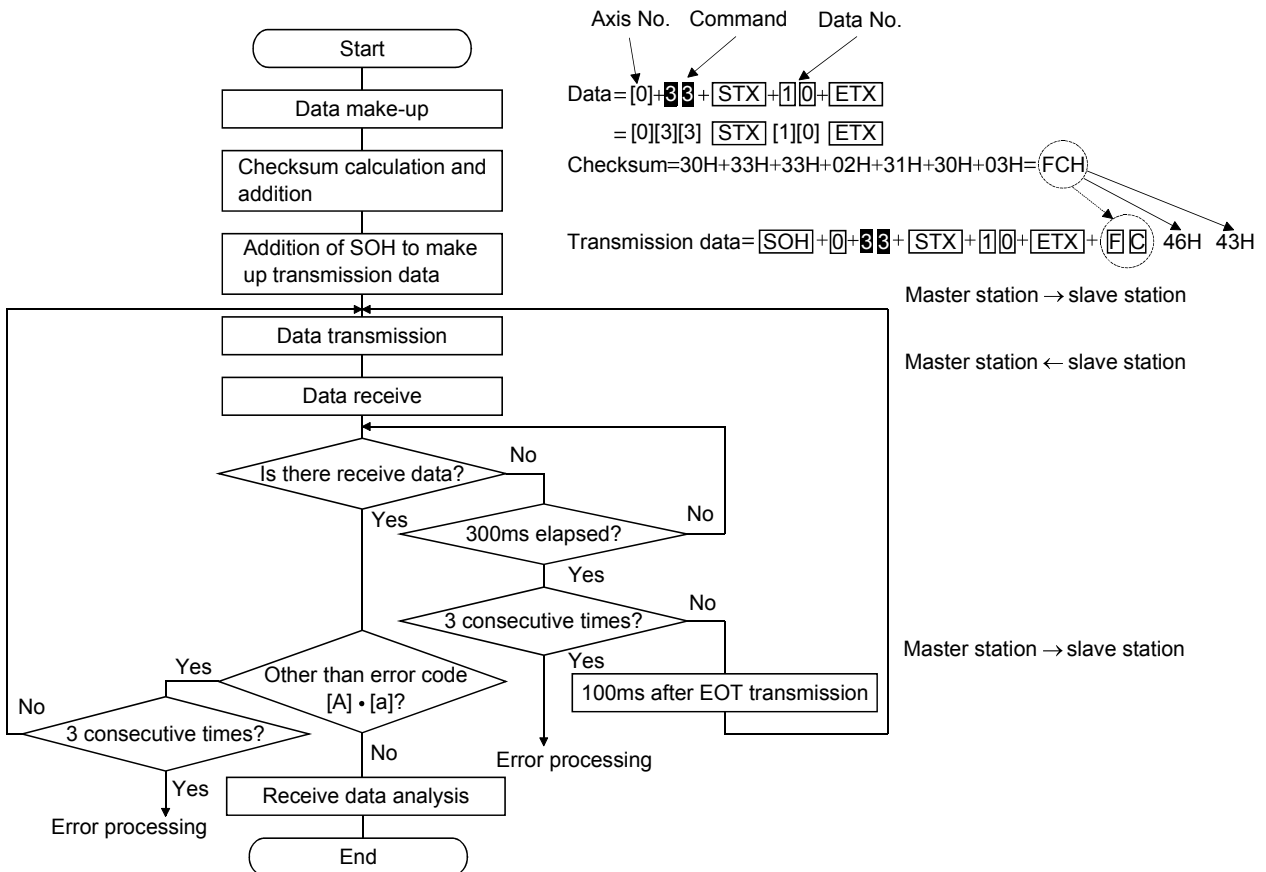 Axis No. Command Data No.
Start
Data=[0]+3 3+STX+1 0+ETX
=[0][3][3] STX [1][0] ETX
Data make-up
Checksum calculation and
addition
Checksum=30H+33H+33H+02H+31H+30H+03H=FCH
Addition of SOH to make
up transmission data
Transmission data=SOH+0+3 3+STX+1 0+ETX+F C 46H 43H
Master station → slave station
Data transmission
Master station ← slave station
Data receive
Is there receive data?
No
Yes
300ms elapsed?
No
Yes
3 consecutive times?
No
Yes
100ms after EOT transmission
Master station → slave station
Error processing
Other than error code
[A] • [a]?
Yes
No
3 consecutive times?
No
Yes
Error processing
Receive data analysis
End